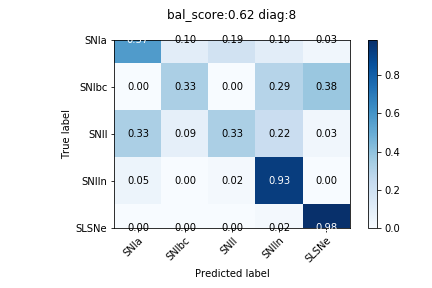 bal_score:0.62 diag:8
SNIa 0.57 0.10 0.19 0.10 0.03
SNIbc 0.00 0.33 0.00 0.29 0.38
SNII 0.33 0.09 0.33 0.22 0.03
SNIIn 0.05 0.00 0.02 0.93 0.00
SLSNe 0.00 0.00 0.00 0.02 0.98
True label
SNIa SNIbc SNII SNIIn SLSNe
Predicted label
0.8
0.6
0.4
0.2
0.0